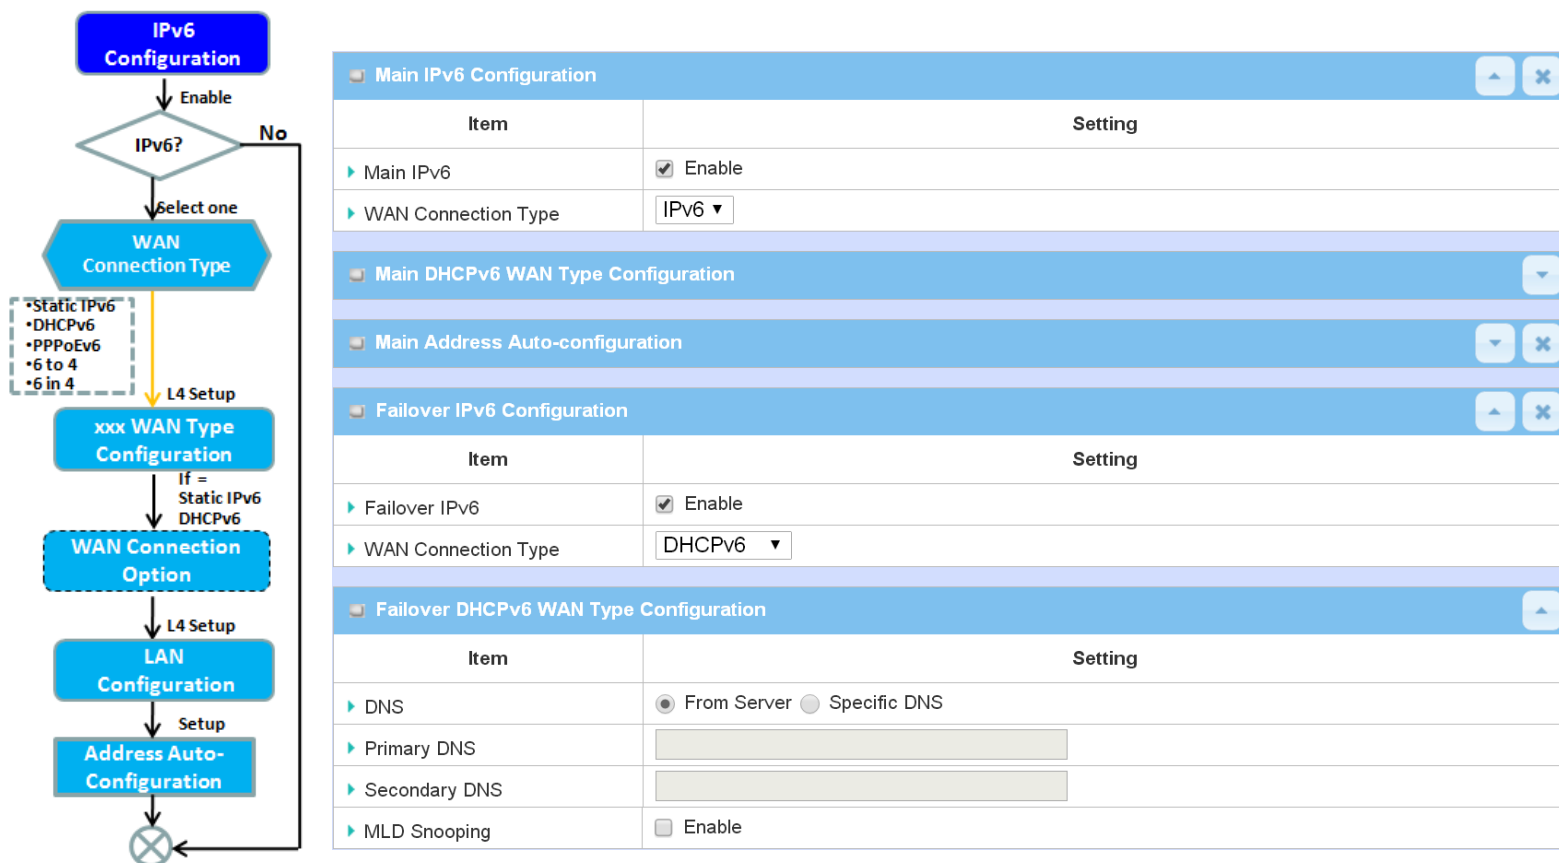 IPv6
Configuration
Enable
IPv6?
No
Select one
WAN
Connection Type
•Static IPv6
•DHCPv6
•PPPoEv6
•6 to 4
•6 in 4
L4 Setup
xxx WAN Type
Configuration
If =
Static IPv6
DHCPv6
WAN Connection
Option
L4 Setup
LAN
Configuration
Setup
Address Auto-
Configuration
Main IPv6 Configuration
Item Setting
Main IPv6 Enable
WAN Connection Type IPv6
Main DHCPv6 WAN Type Configuration
Main Address Auto-configuration
Failover IPv6 Configuration
Item Setting
Failover IPv6 Enable
WAN Connection Type DHCPv6
Failover DHCPv6 WAN Type Configuration
Item Setting
DNS From Server Specific DNS
Primary DNS
Secondary DNS
MLD Snooping Enable